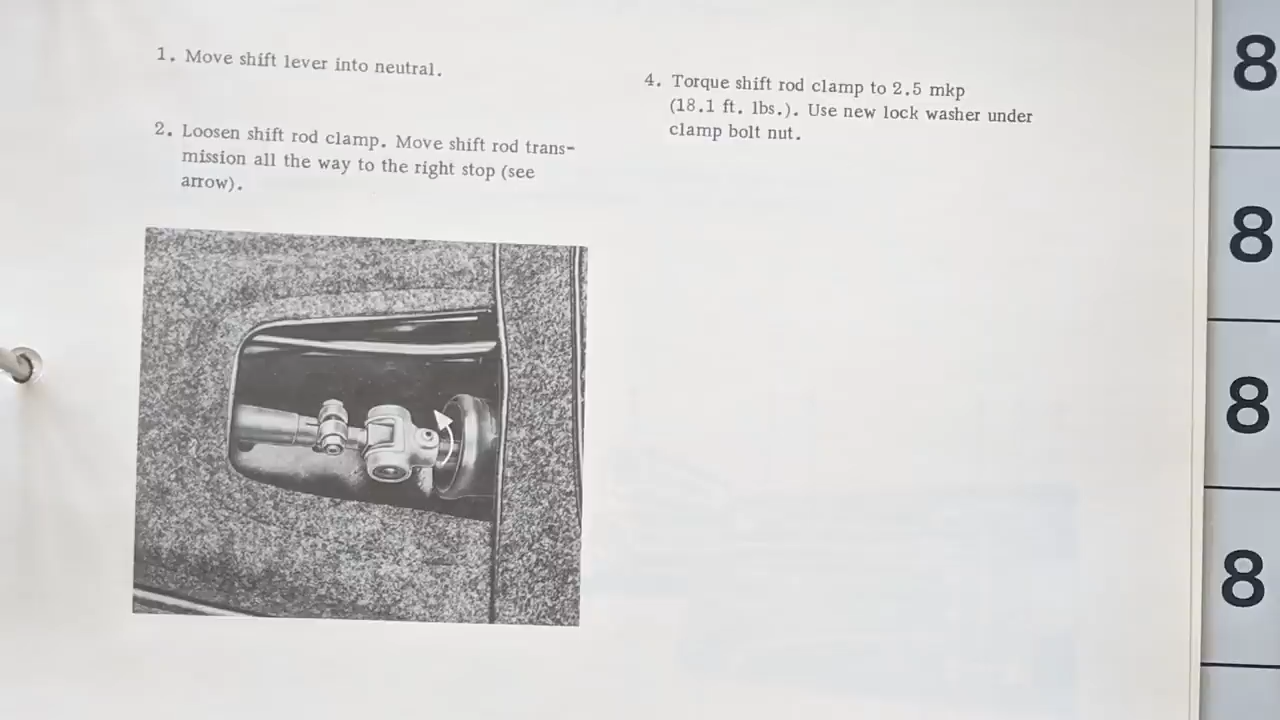 1. Move shift lever into neutral.
2. Loosen shift rod clamp. Move shift rod trans-
mission all the way to the right stop (see
arrow).
4. Torque shift rod clamp to 2.5 mkp
(18.1 ft. lbs.). Use new lock washer under
clamp bolt nut.
8
8
8
8